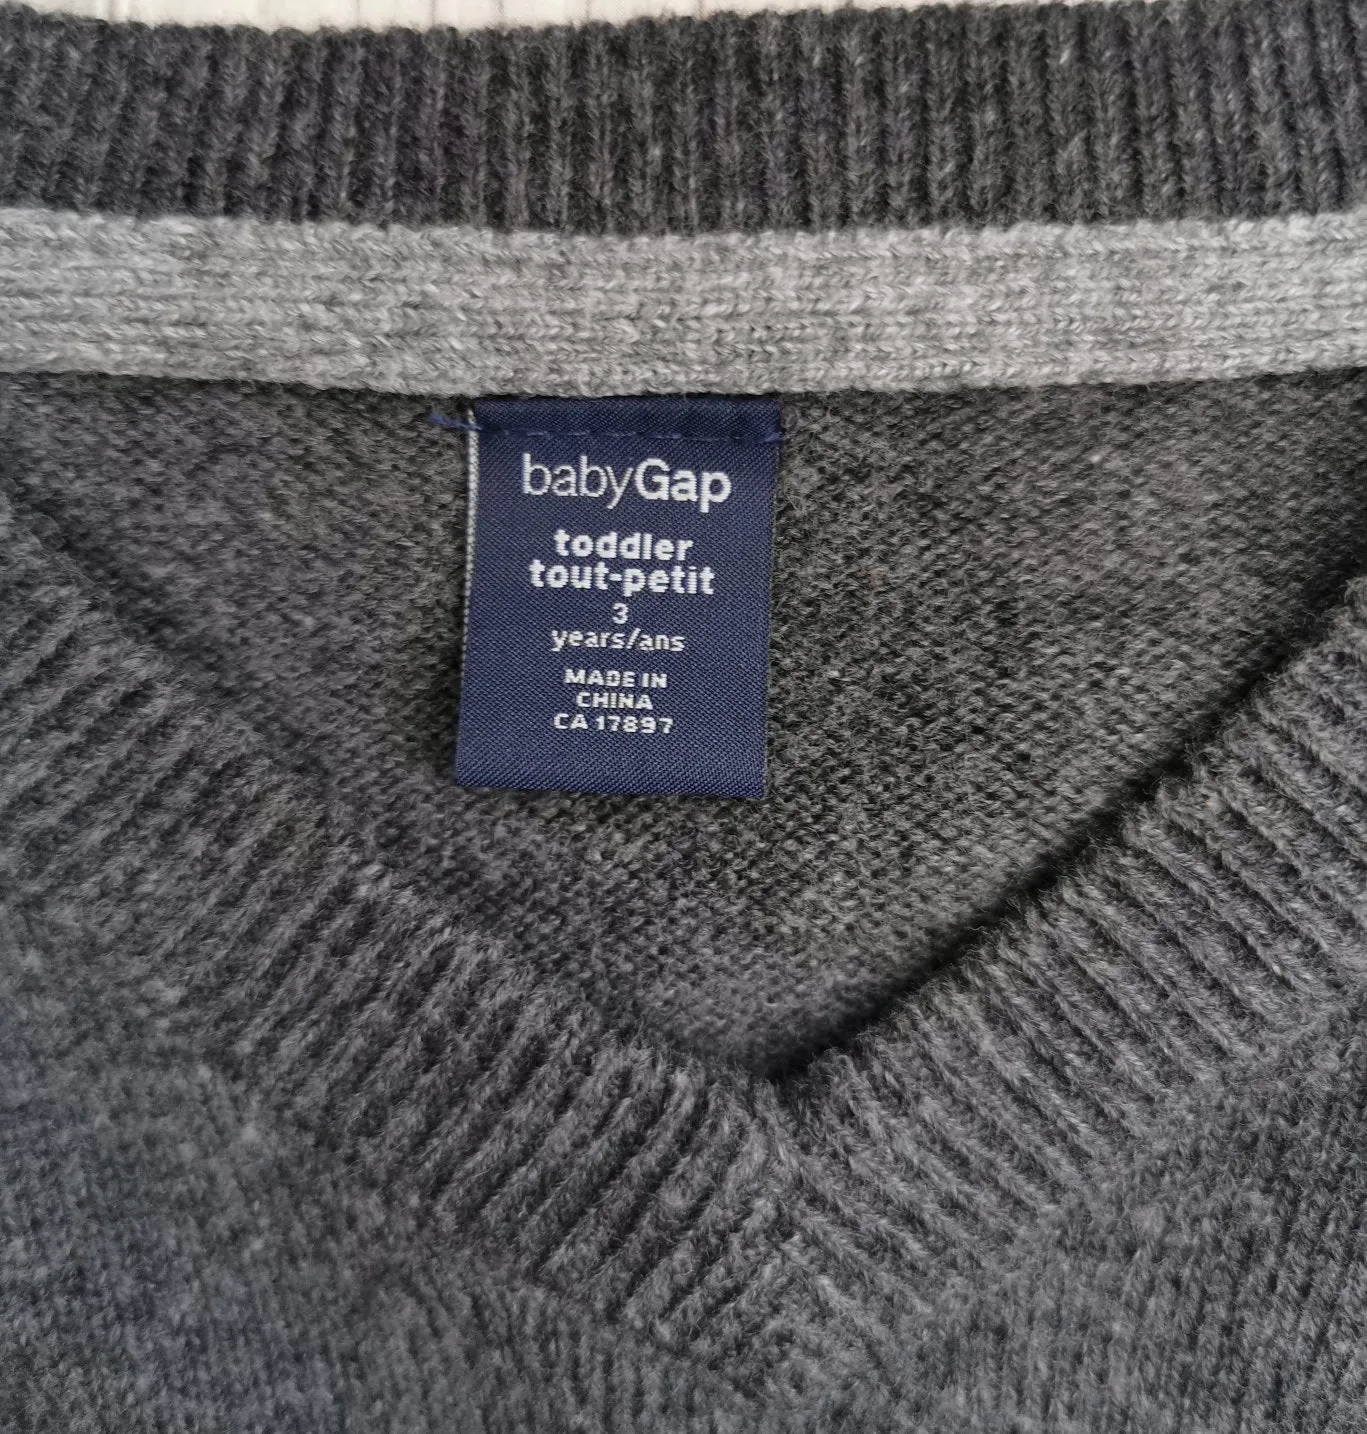 babyGap
toddler
tout-petit
3
years/ans
MADE IN
CHINA
CA 17897